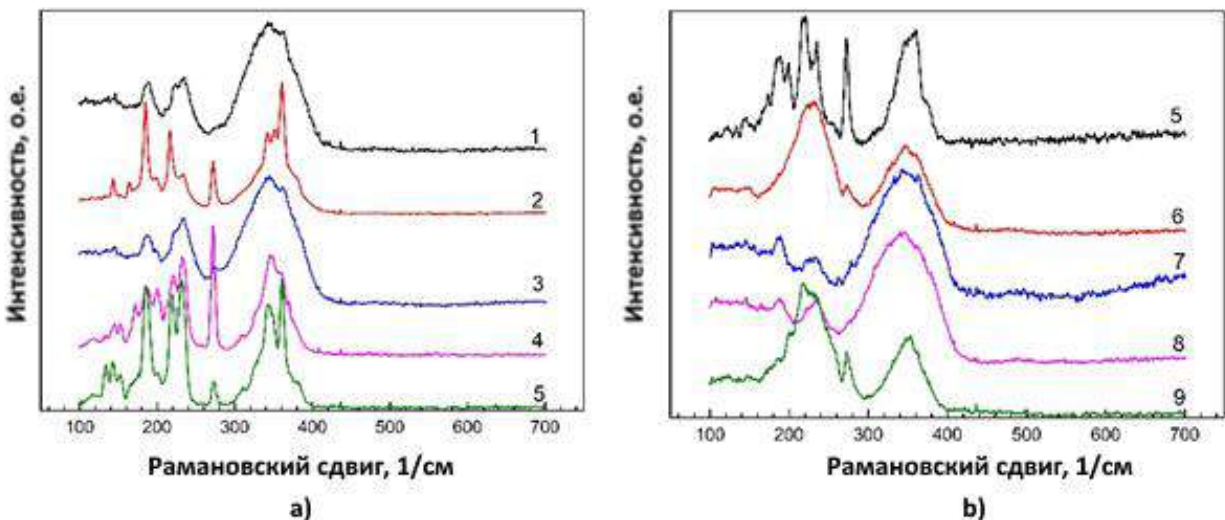 Интенсивность, о.е.
1
2
3
4
5
100 200 300 400 500 600 700
Рамановский сдвиг, 1/см
a)
Интенсивность, о.е.
5
6
7
8
9
100 200 300 400 500 600 700
Рамановский сдвиг, 1/см
b)